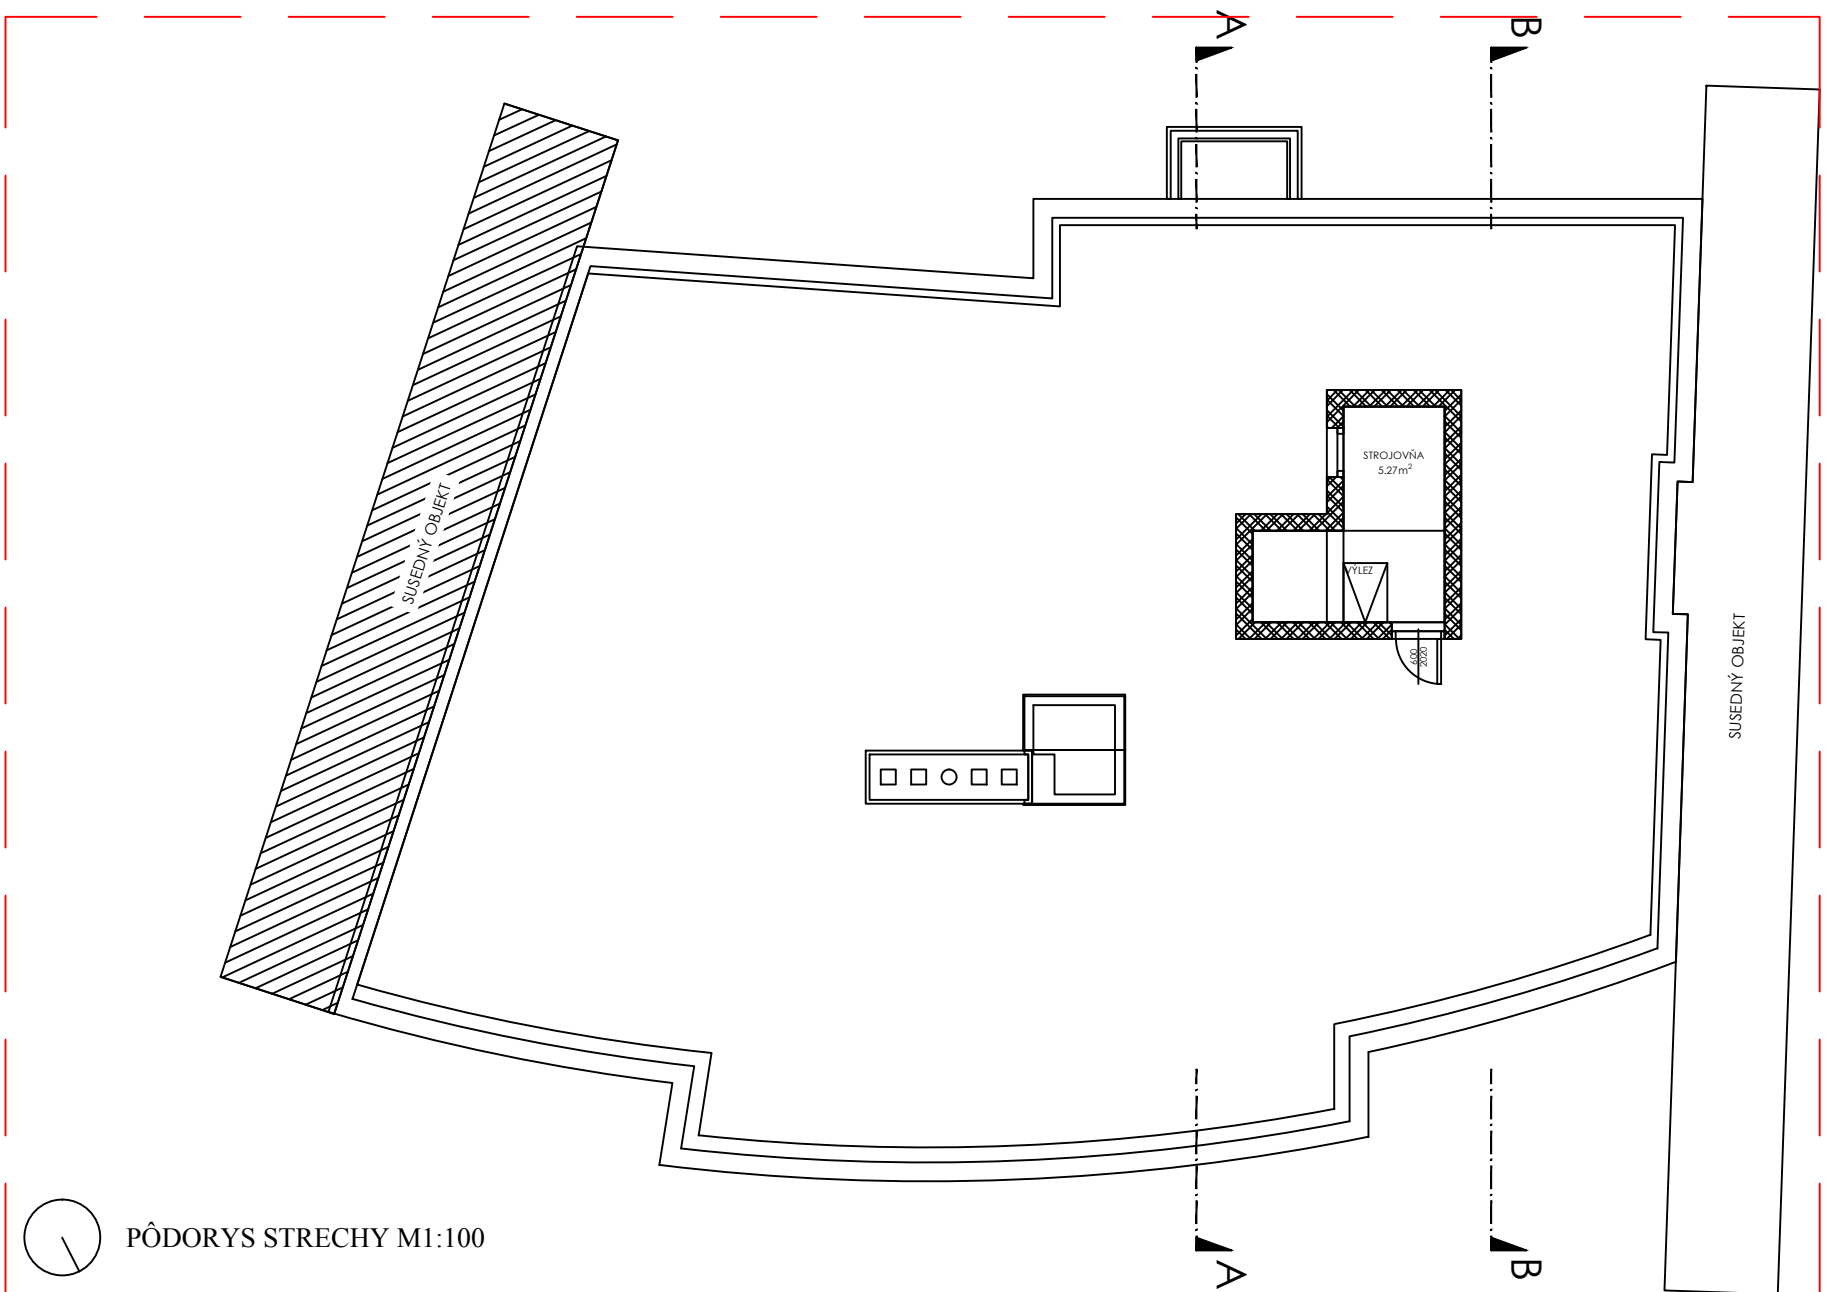 A
B
STROJOVŇA
5.27m²
SUSEDNÝ OBJEKT
VÝLEZ
600
2020
SUSEDNÝ OBJEKT
PÔDORYS STRECHY M1:100
A
B